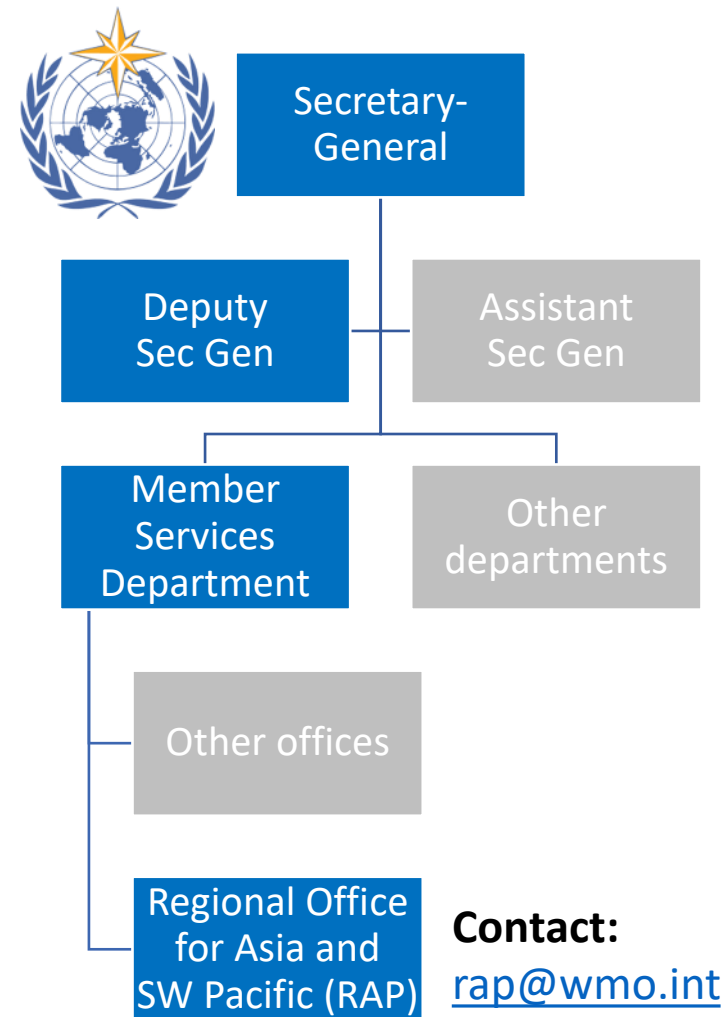 Secretary-
General
Deputy
Sec Gen
Assistant
Sec Gen
Member
Services
Department
Other
departments
Other offices
Regional Office
for Asia and
SW Pacific (RAP)
Contact:
rap@wmo.int